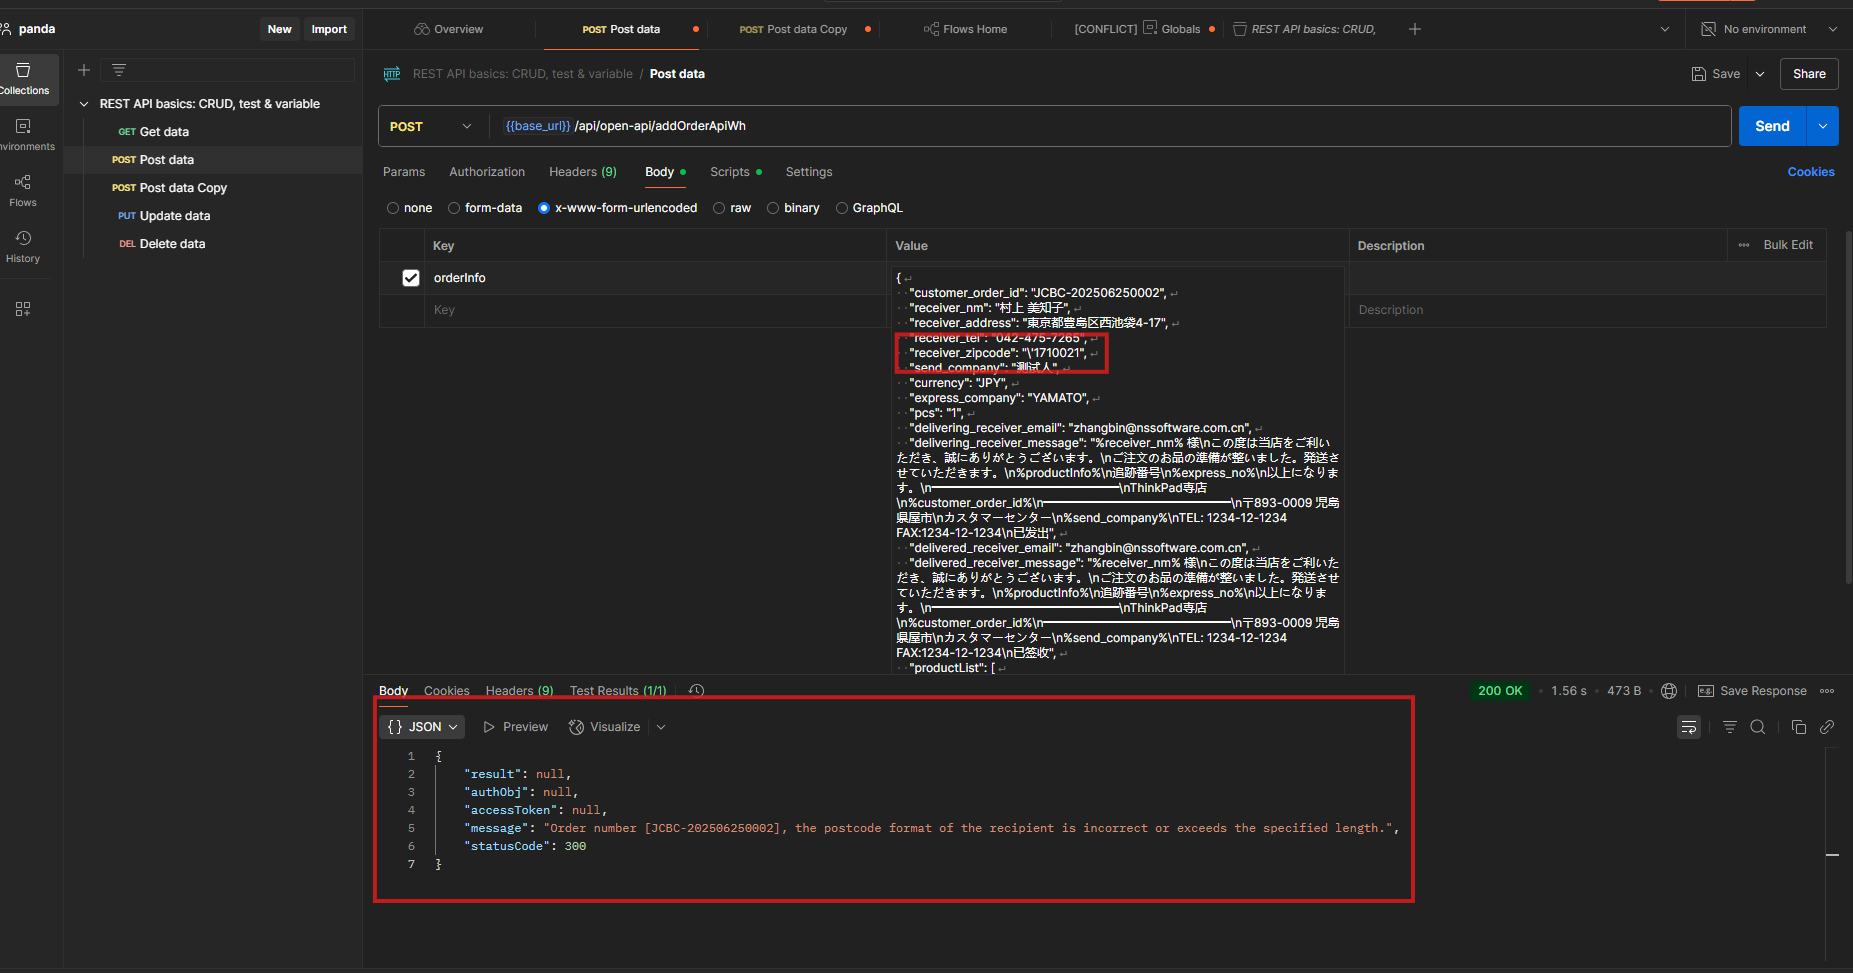 panda
New
Import
Overview
POST Post data
POST Post data Copy
Flows Home
[CONFLICT] Globals
REST API basics: CRUD,
No environment
Collections
REST API basics: CRUD, test & variable / Post data
Save
Share
REST API basics: CRUD, test & variable
GET Get data
POST Post data
POST Post data Copy
PUT Update data
DEL Delete data
Flows
History
POST
{{base_url}} /api/open-api/addOrderApiWh
Send
Params
Authorization
Headers (9)
Body
Scripts
Settings
Cookies
none
form-data
x-www-form-urlencoded
raw
binary
GraphQL
Key
Value
Description
Bulk Edit
orderInfo
Key
Description
{
"customer_order_id": "JCBC-202506250002",
"receiver_nm": "村上 美知子",
"receiver_address": "東京都豊島区西池袋4-17",
"receiver_tel": "042-475-7265",
"receiver_zipcode": "\'1710021",
"send_company": "测试人",
"currency": "JPY",
"express_company": "YAMATO",
"pcs": "1",
"delivering_receiver_email": "zhangbin@nssoftware.com.cn",
"delivering_receiver_message": "%receiver_nm% 様\nこの度は当店をご利い
ただき、誠にありがとうございます。\nご注文のお品の準備が整いました。発送さ
せていただきます。\n%productInfo%\n追跡番号\n%express_no%\n以上になりま
す。\n━━━━━━━━━━━━━━━━\nThinkPad専店
\n%customer_order_id%\n━━━━━━━━━━━━━━━━\n〒893-0009 児島
県屋市\nカスタマーセンター\n%send_company%\nTEL: 1234-12-1234
FAX:1234-12-1234\n已发出",
"delivered_receiver_email": "zhangbin@nssoftware.com.cn",
"delivered_receiver_message": "%receiver_nm% 様\nこの度は当店をご利いた
だき、誠にありがとうございます。\nご注文のお品の準備が整いました。発送させ
ていただきます。\n%productInfo%\n追跡番号\n%express_no%\n以上になりま
す。\n━━━━━━━━━━━━━━━━\nThinkPad専店
\n%customer_order_id%\n━━━━━━━━━━━━━━━━\n〒893-0009 児島
県屋市\nカスタマーセンター\n%send_company%\nTEL: 1234-12-1234
FAX:1234-12-1234\n已签收",
"productList": [
Body
Cookies
Headers (9)
Test Results (1/1)
200 OK
1.56 s
473 B
Save Response
{} JSON
Preview
Visualize
1 {
2 "result": null,
3 "authObj": null,
4 "accessToken": null,
5 "message": "Order number [JCBC-202506250002], the postcode format of the recipient is incorrect or exceeds the specified length.",
6 "statusCode": 300
7 }